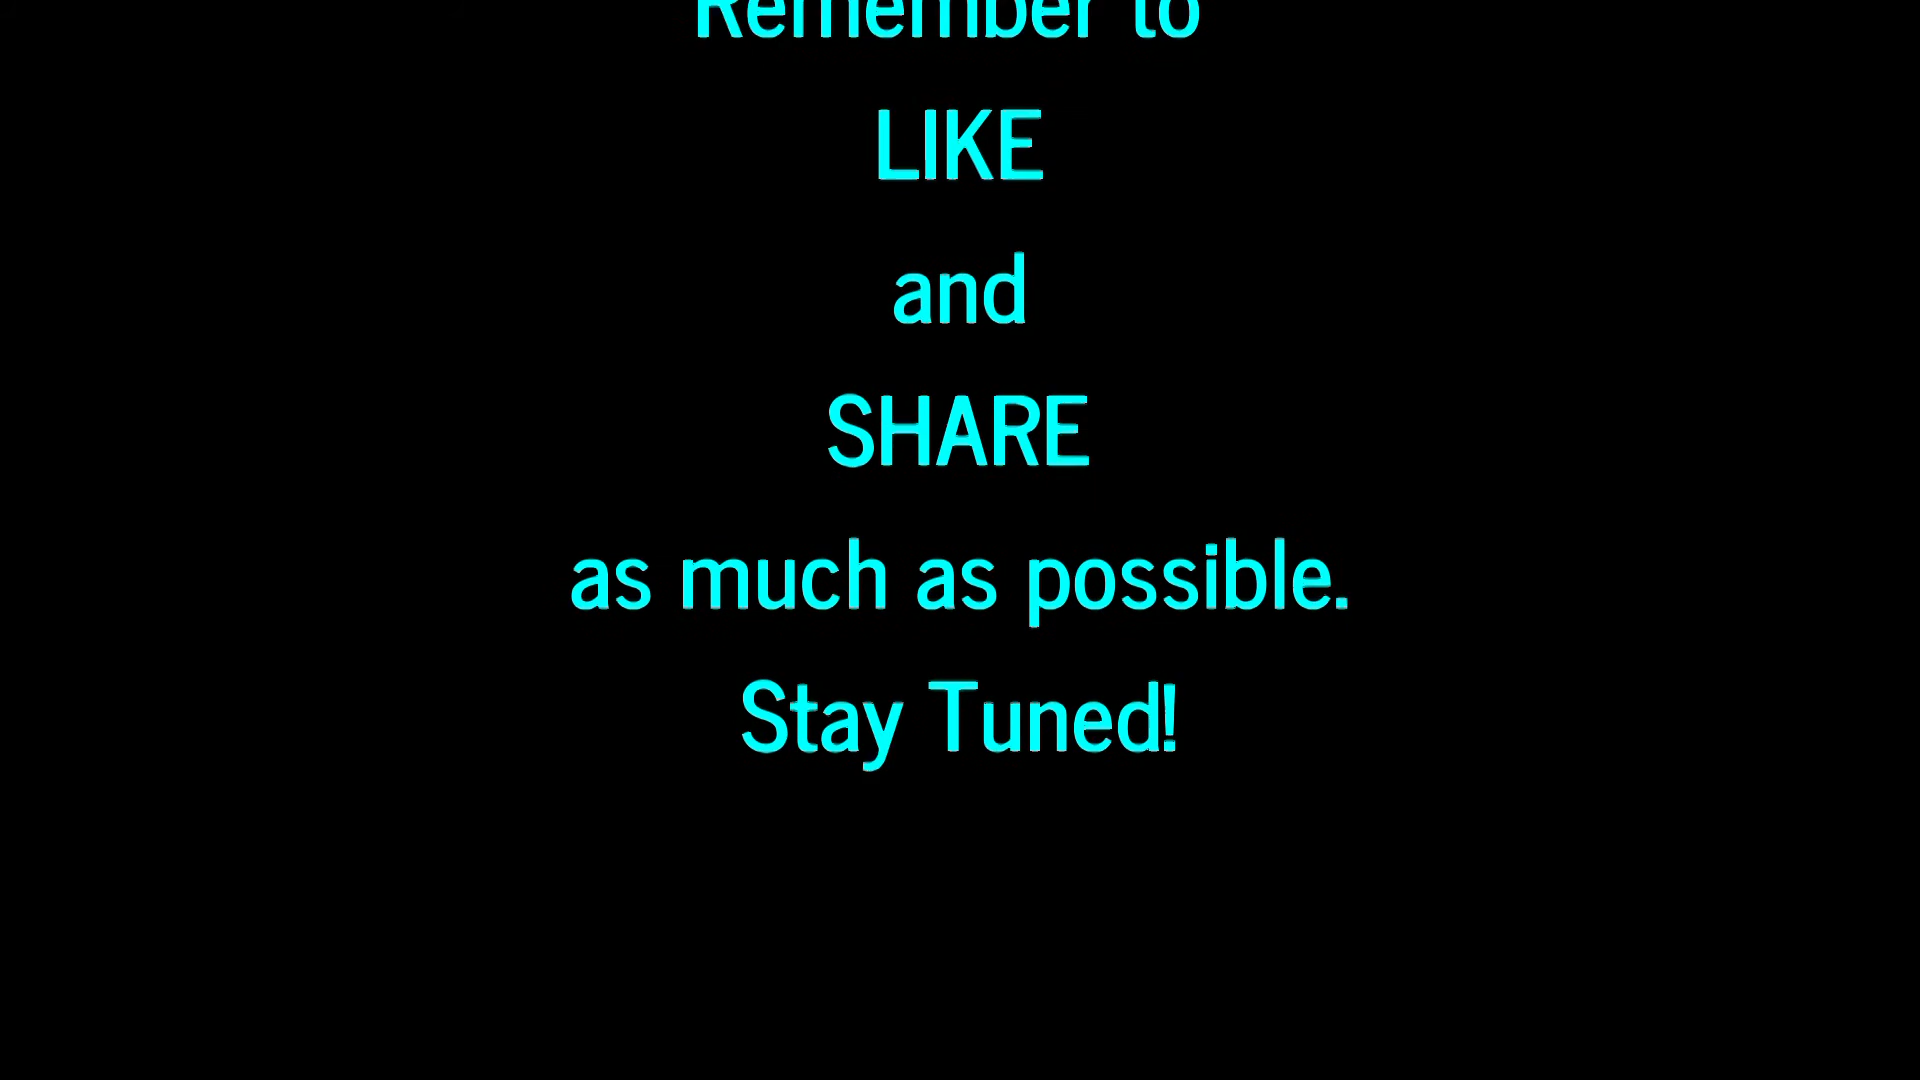 Remember to
LIKE
and
SHARE
as much as possible.
Stay Tuned!